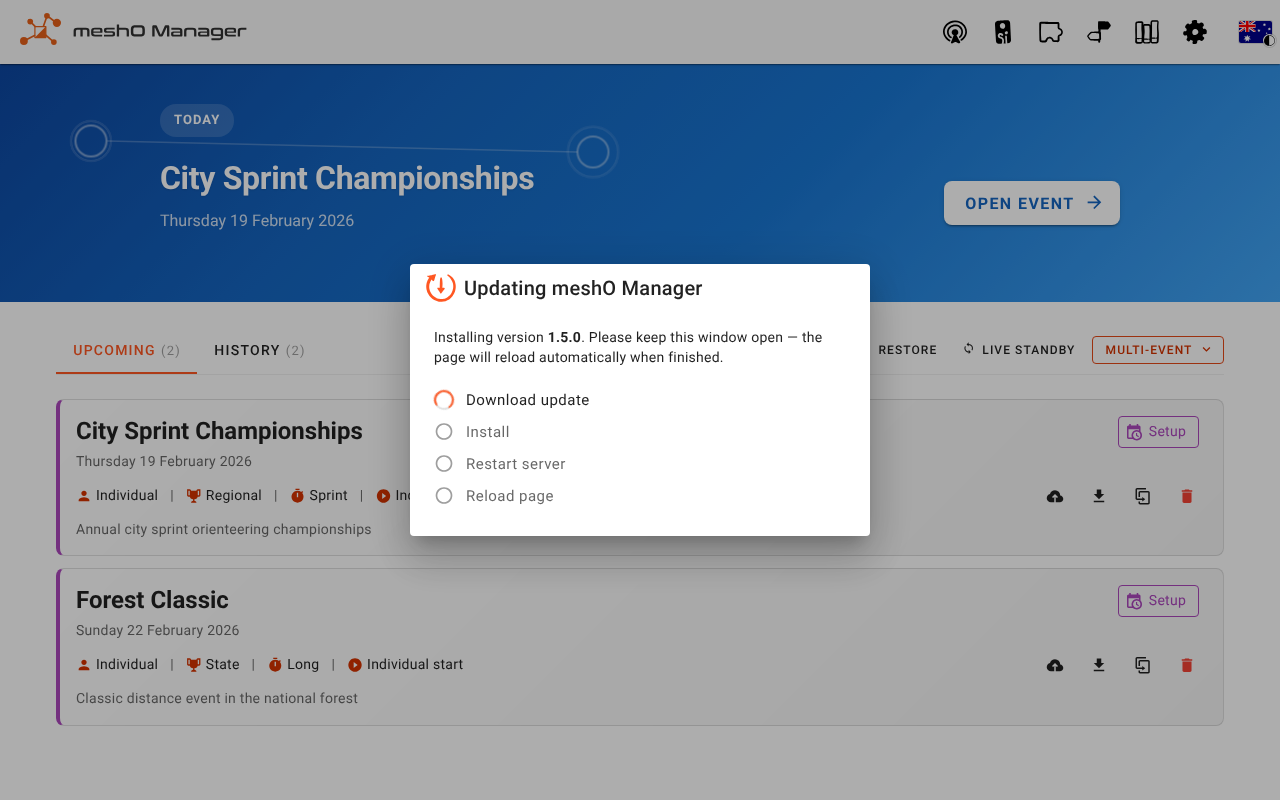 meshO Manager
TODAY
City Sprint Championships
Thursday 19 February 2026
OPEN EVENT
Updating meshO Manager
Installing version 1.5.0. Please keep this window open — the
page will reload automatically when finished.
Download update
Install
Restart server
Reload page
UPCOMING (2)
HISTORY (2)
RESTORE
LIVE STANDBY
MULTI-EVENT
City Sprint Championships
Setup
Thursday 19 February 2026
Individual | Regional | Sprint |
Annual city sprint orienteering championships
Forest Classic
Setup
Sunday 22 February 2026
Individual | State | Long | Individual start
Classic distance event in the national forest